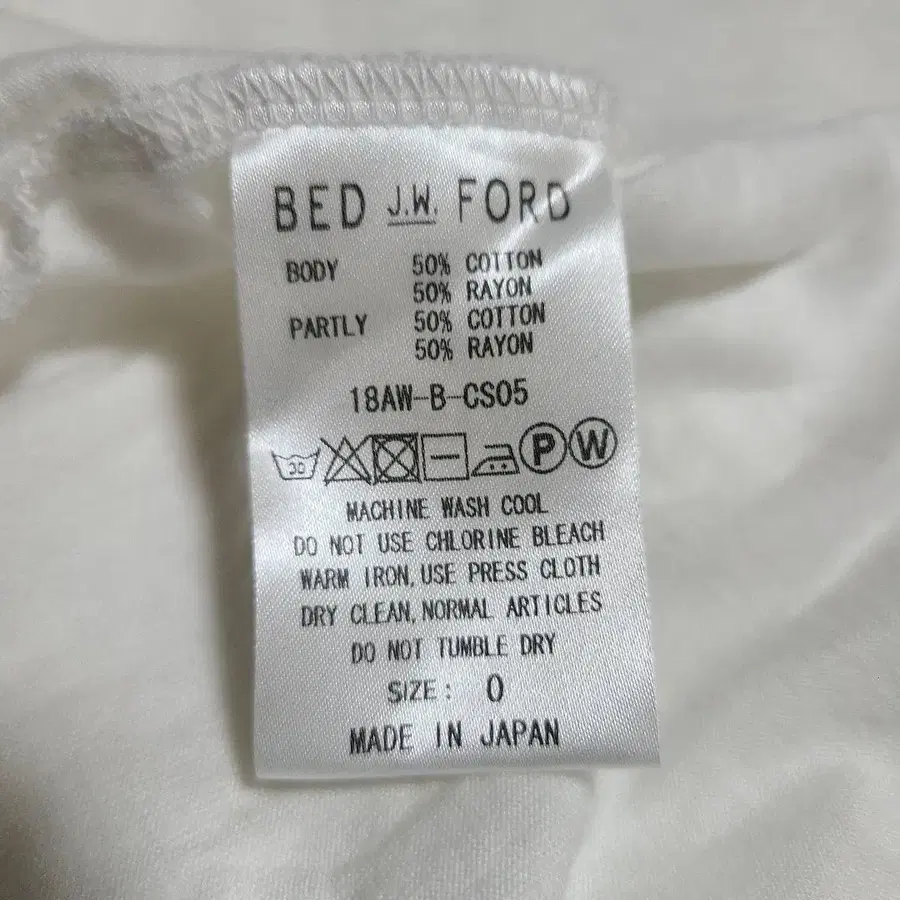 BED J.W. FORD
BODY 50% COTTON
50% RAYON
PARTLY 50% COTTON
50% RAYON
18AW-B-CS05
30 P W
MACHINE WASH COOL
DO NOT USE CHLORINE BLEACH
WARM IRON, USE PRESS CLOTH
DRY CLEAN, NORMAL ARTICLES
DO NOT TUMBLE DRY
SIZE: 0
MADE IN JAPAN